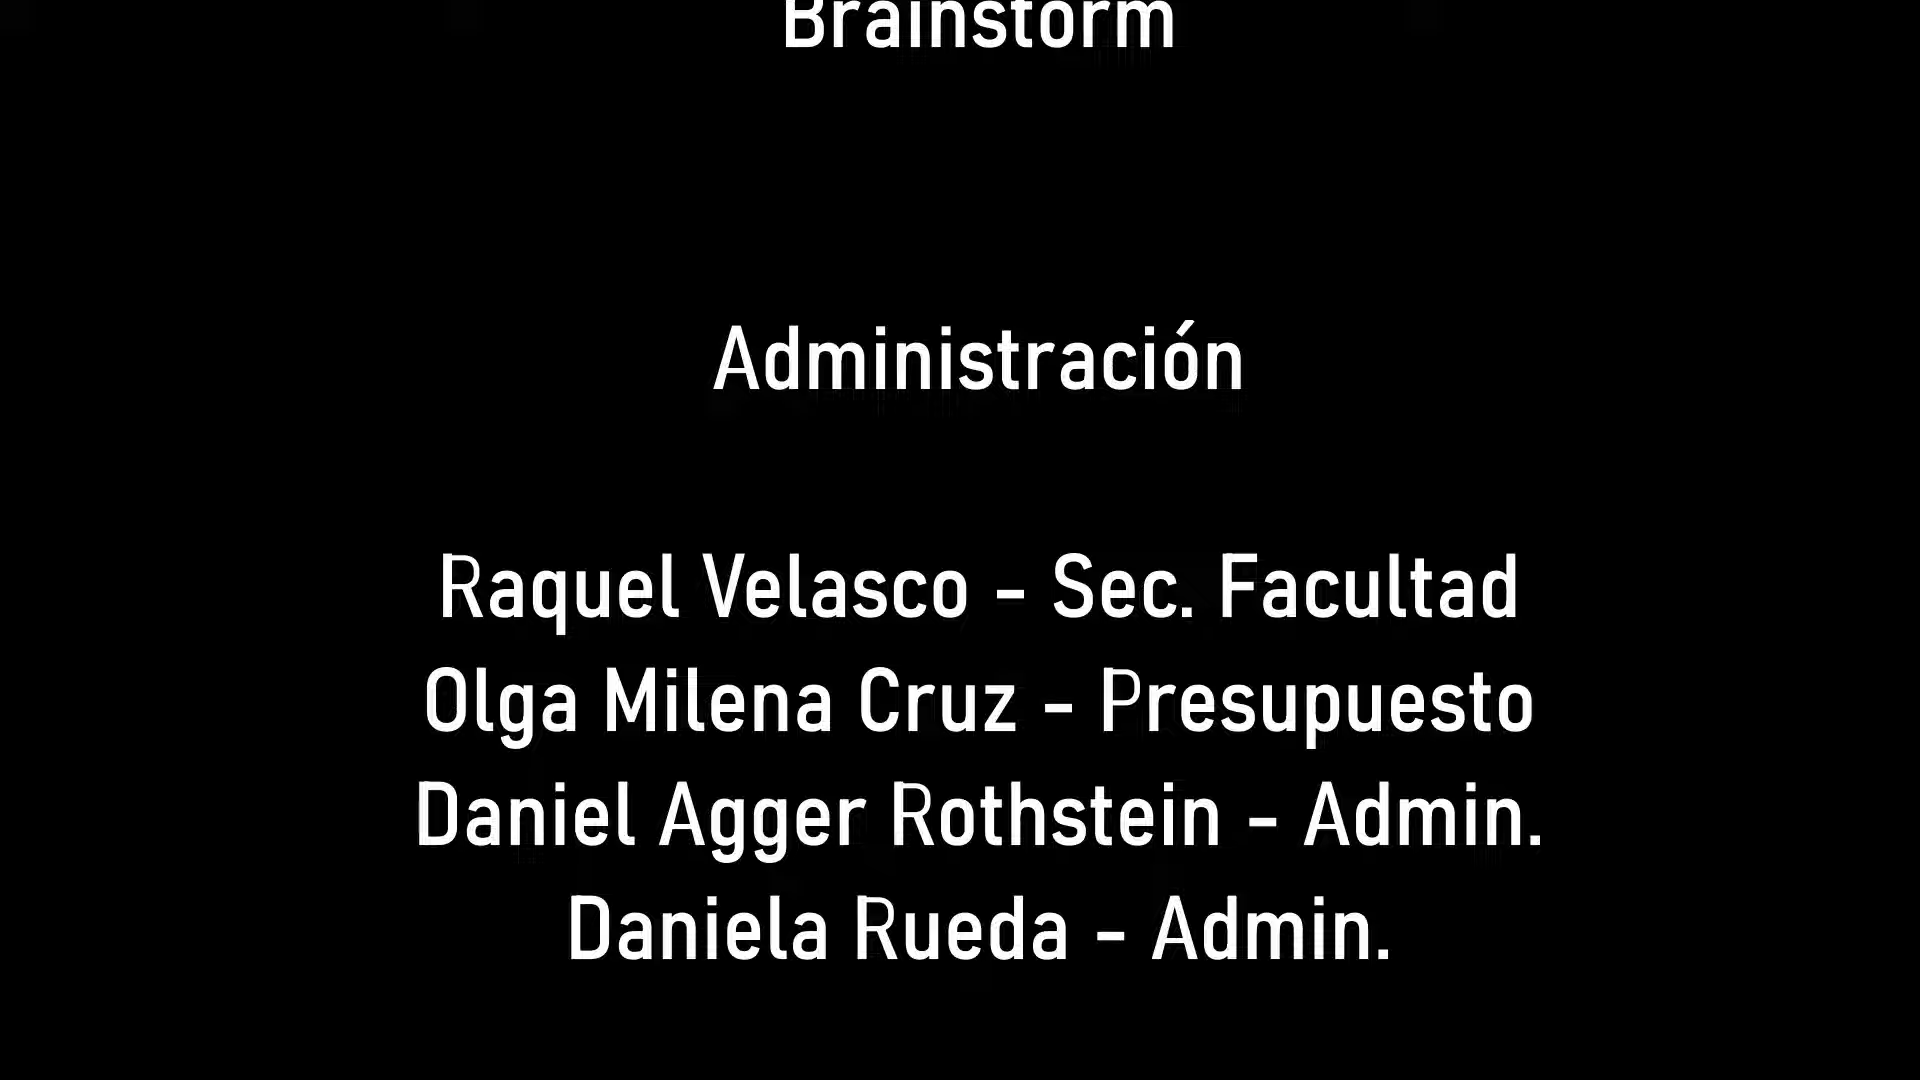 Brainstorm
Administración
Raquel Velasco - Sec. Facultad
Olga Milena Cruz - Presupuesto
Daniel Agger Rothstein - Admin.
Daniela Rueda - Admin.